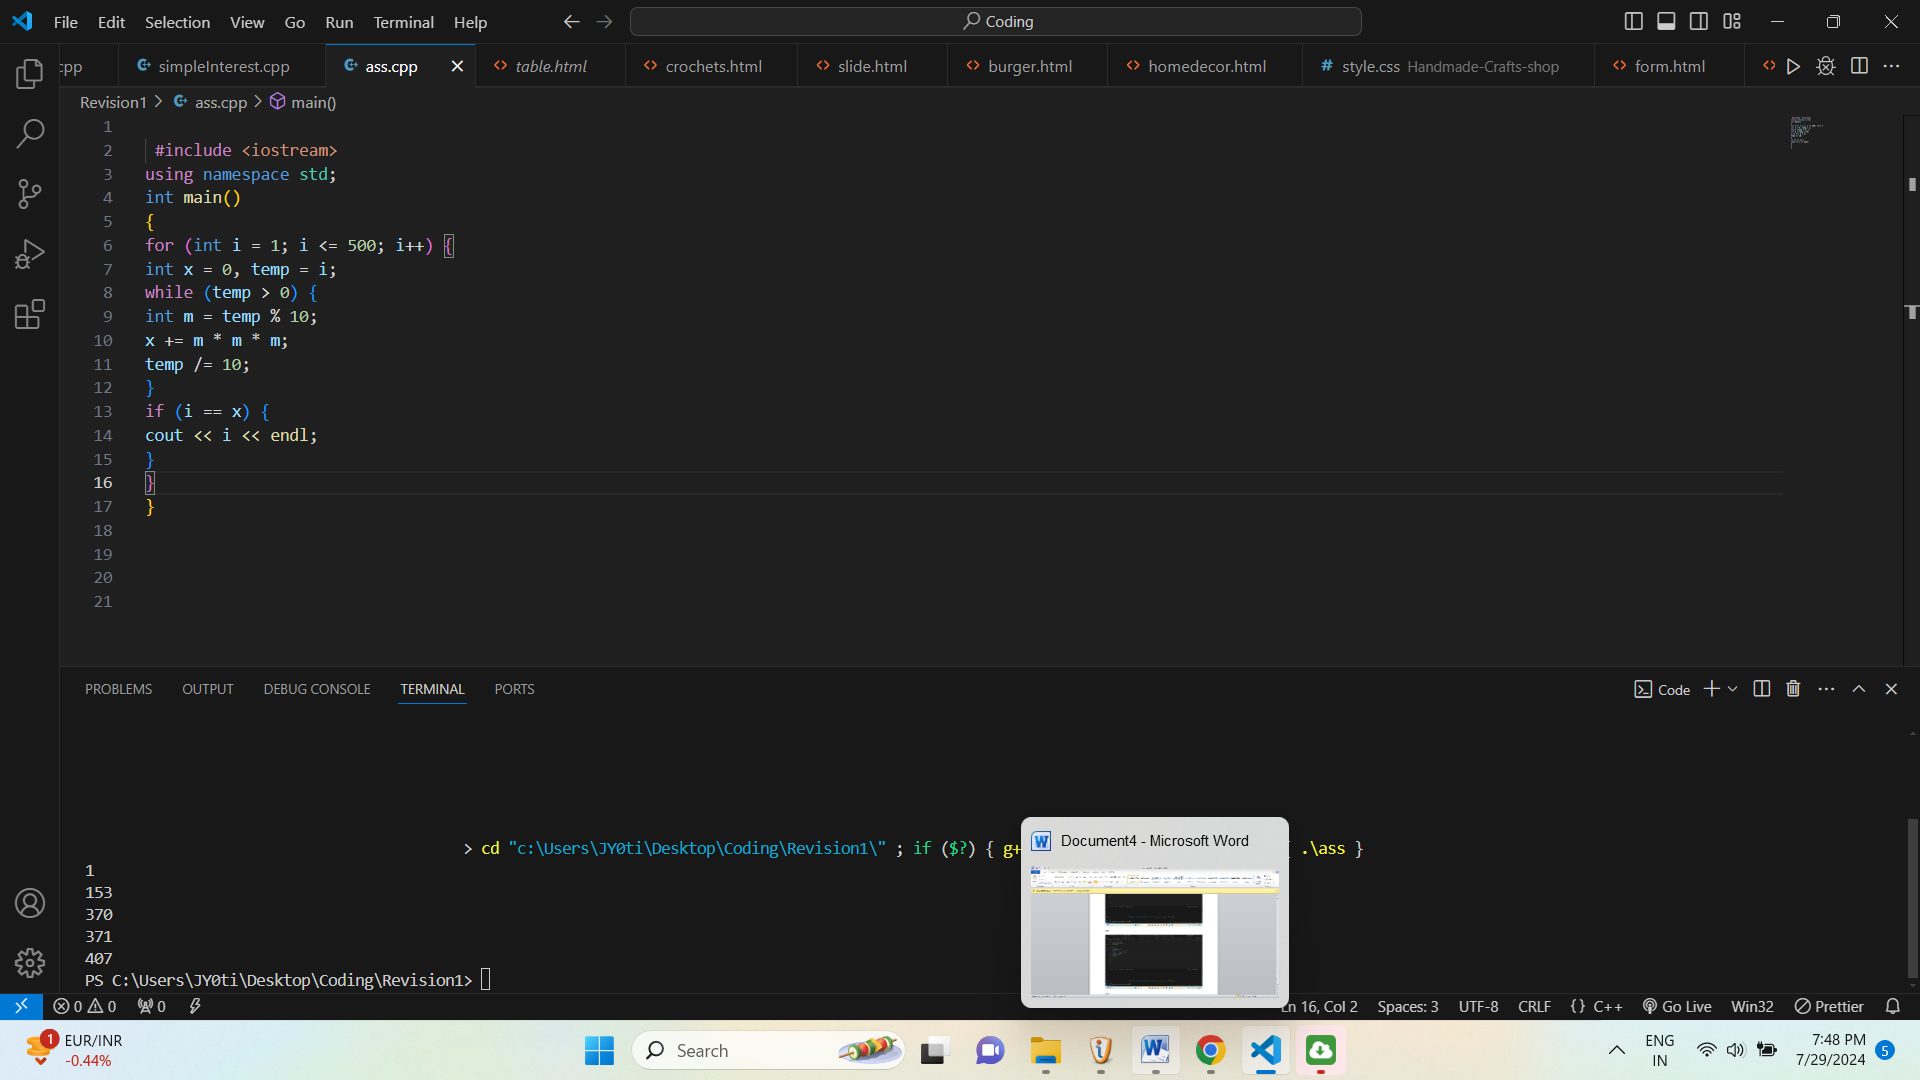 File Edit Selection View Go Run Terminal Help
Coding
cpp
simpleInterest.cpp
ass.cpp
table.html
crochets.html
slide.html
burger.html
homedecor.html
style.css Handmade-Crafts-shop
form.html
Revision1 > ass.cpp > main()
1
2 #include <iostream>
3 using namespace std;
4 int main()
5 {
6 for (int i = 1; i <= 500; i++) {
7 int x = 0, temp = i;
8 while (temp > 0) {
9 int m = temp % 10;
10 x += m * m * m;
11 temp /= 10;
12 }
13 if (i == x) {
14 cout << i << endl;
15 }
16 }
17 }
18
19
20
21
PROBLEMS OUTPUT DEBUG CONSOLE TERMINAL PORTS
Code
> cd "c:\Users\JY0ti\Desktop\Coding\Revision1\" ; if ($?) { g+ .\ass }
1
153
370
371
407
PS C:\Users\JY0ti\Desktop\Coding\Revision1>
Document4 - Microsoft Word
0 0 0
Ln 16, Col 2 Spaces: 3 UTF-8 CRLF {} C++ Go Live Win32 Prettier
1
EUR/INR
-0.44%
Search
ENG
IN
7:48 PM
7/29/2024
5